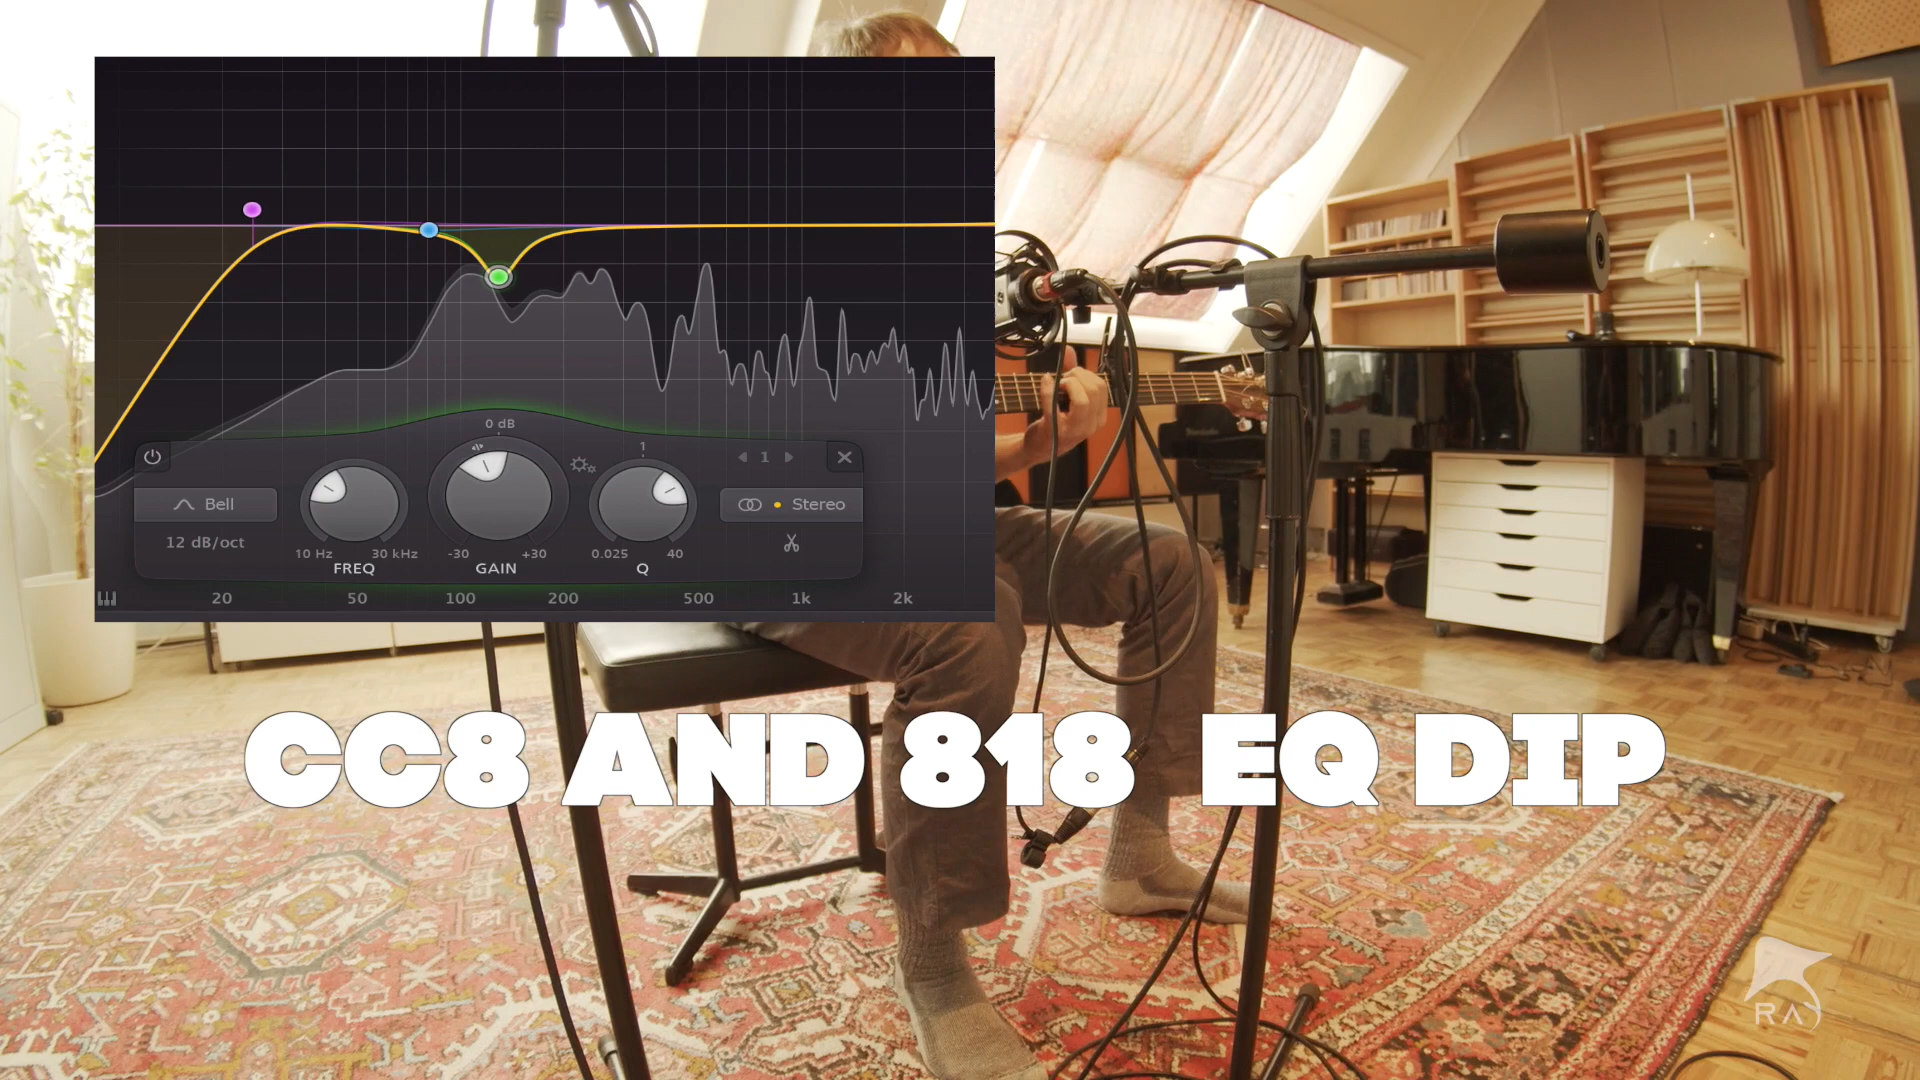 0 dB
1
1
Bell
Stereo
12 dB/oct
10 Hz 30 kHz -30 +30 0.025 40
FREQ GAIN Q
20 50 100 200 500 1k 2k
CC8 AND 818 EQ DIP
RA